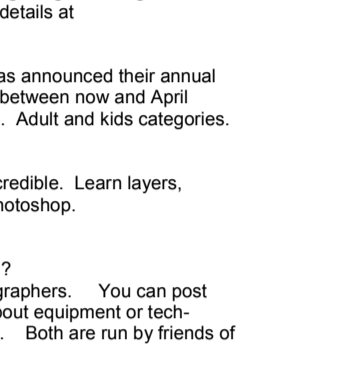 details at
as announced their annual
between now and April
. Adult and kids categories.
credible. Learn layers,
hotoshop.
?
graphers. You can post
bout equipment or tech-
. Both are run by friends of